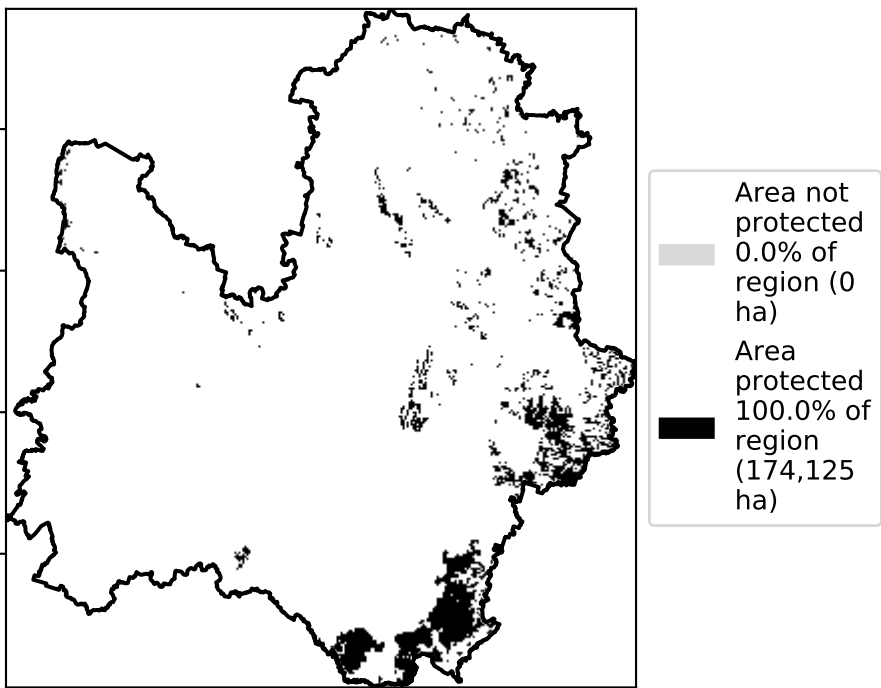 Area not
protected
0.0% of
region (0
ha)
Area
protected
100.0% of
region
(174,125
ha)